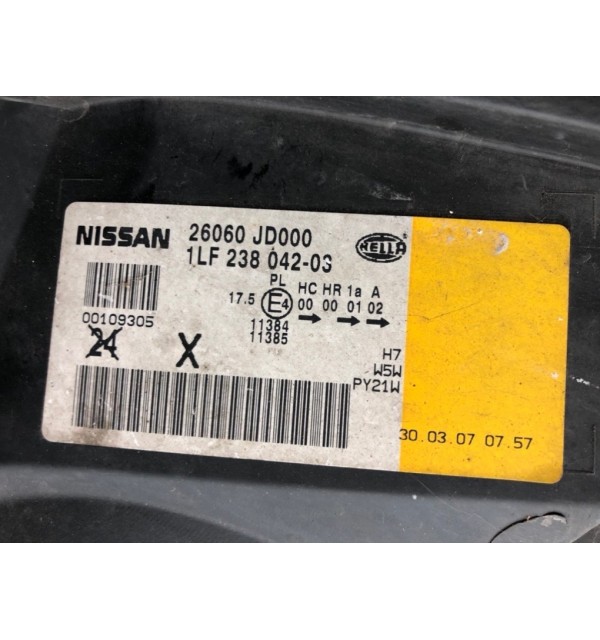 NISSAN 26060 JD000 HELLA
1LF 238 042-03
PL HC HR 1a A
17.5 E4 00 00 01 02
11384
11385
00109305
24 X
H7
W5W
PY21W
30.03.07 07.57